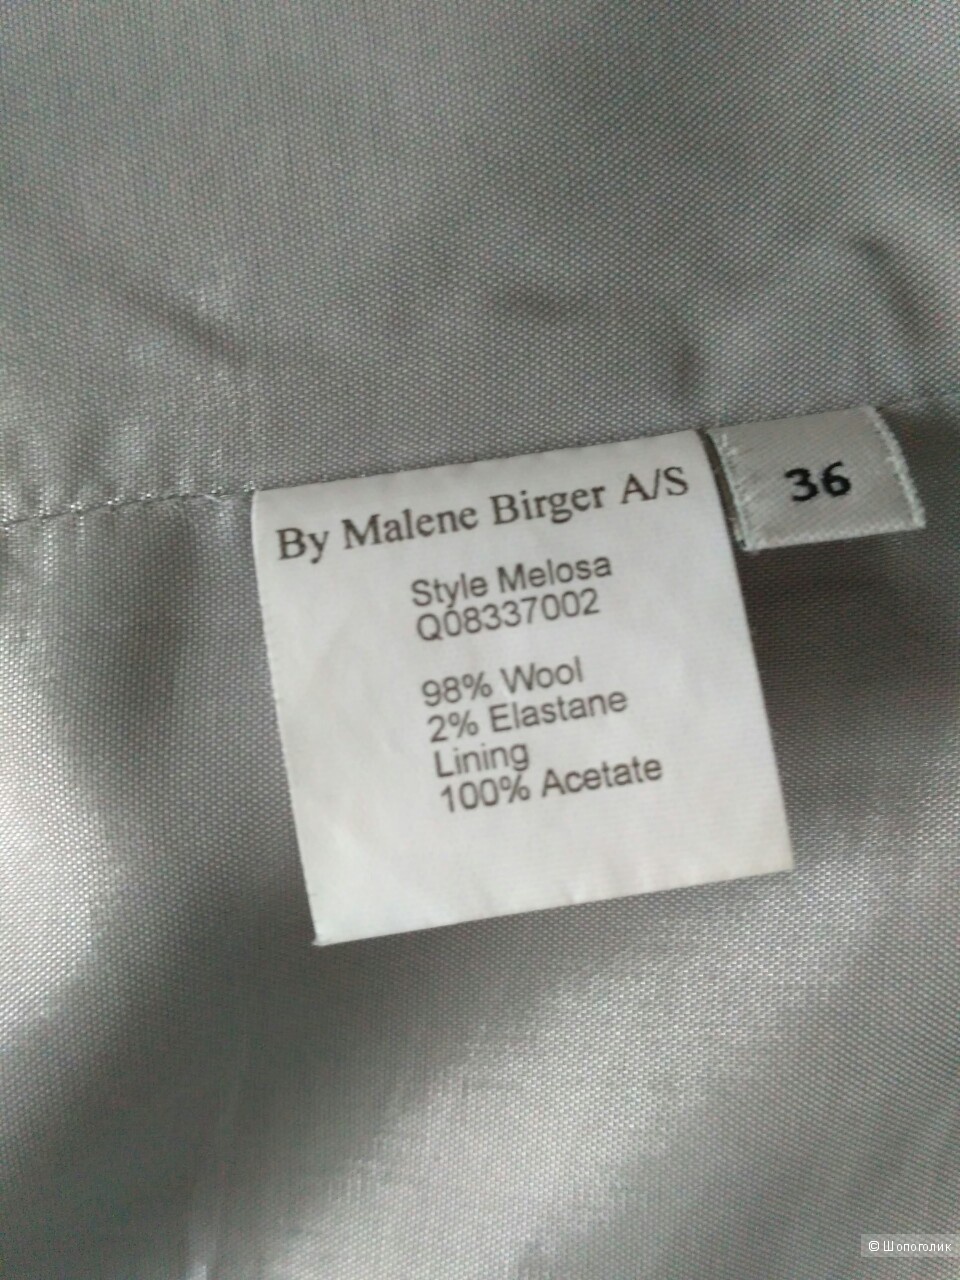 By Malene Birger A/S
36
Style Melosa
Q08337002
98% Wool
2% Elastane
Lining
100% Acetate
© Шопоголик